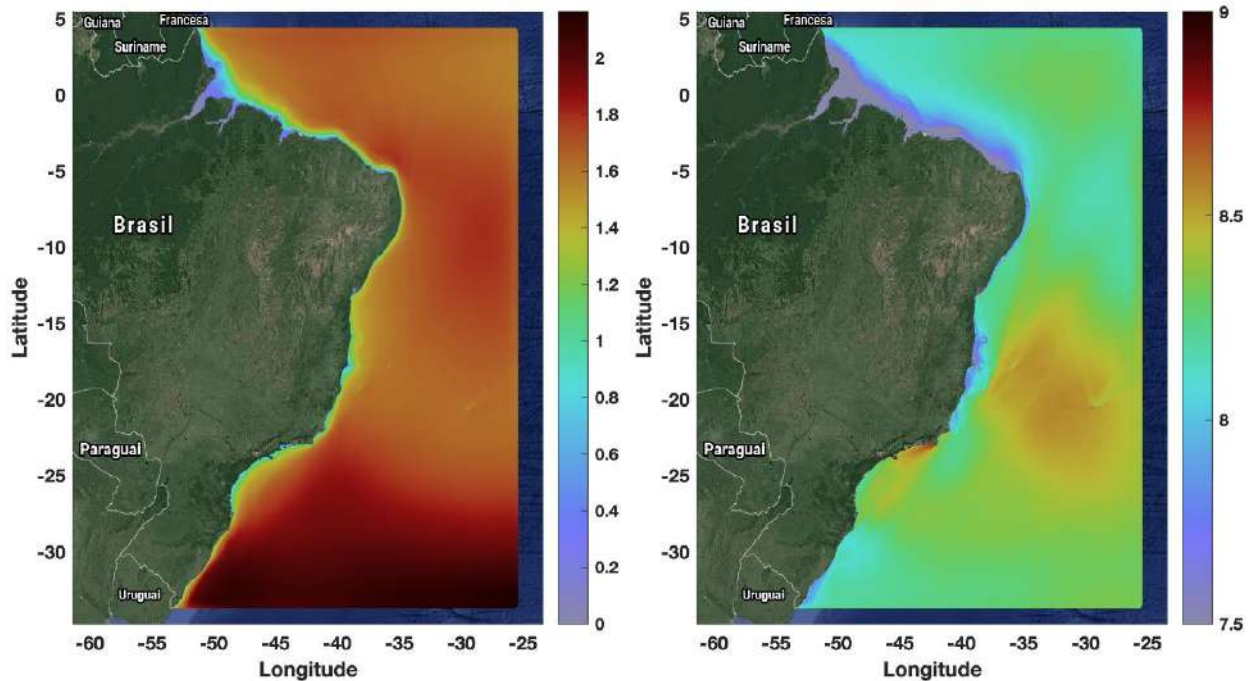 5
0
-5
-10
-15
-20
-25
-30
Latitude
-60 -55 -50 -45 -40 -35 -30 -25
Longitude
Guiana
Francesa
Suriname
Brasil
Paraguai
Uruguai
2
1.8
1.6
1.4
1.2
1
0.8
0.6
0.4
0.2
0
5
0
-5
-10
-15
-20
-25
-30
Latitude
-60 -55 -50 -45 -40 -35 -30 -25
Longitude
Guiana
Francesa
Suriname
Brasil
Paraguai
Uruguai
9
8.5
8
7.5